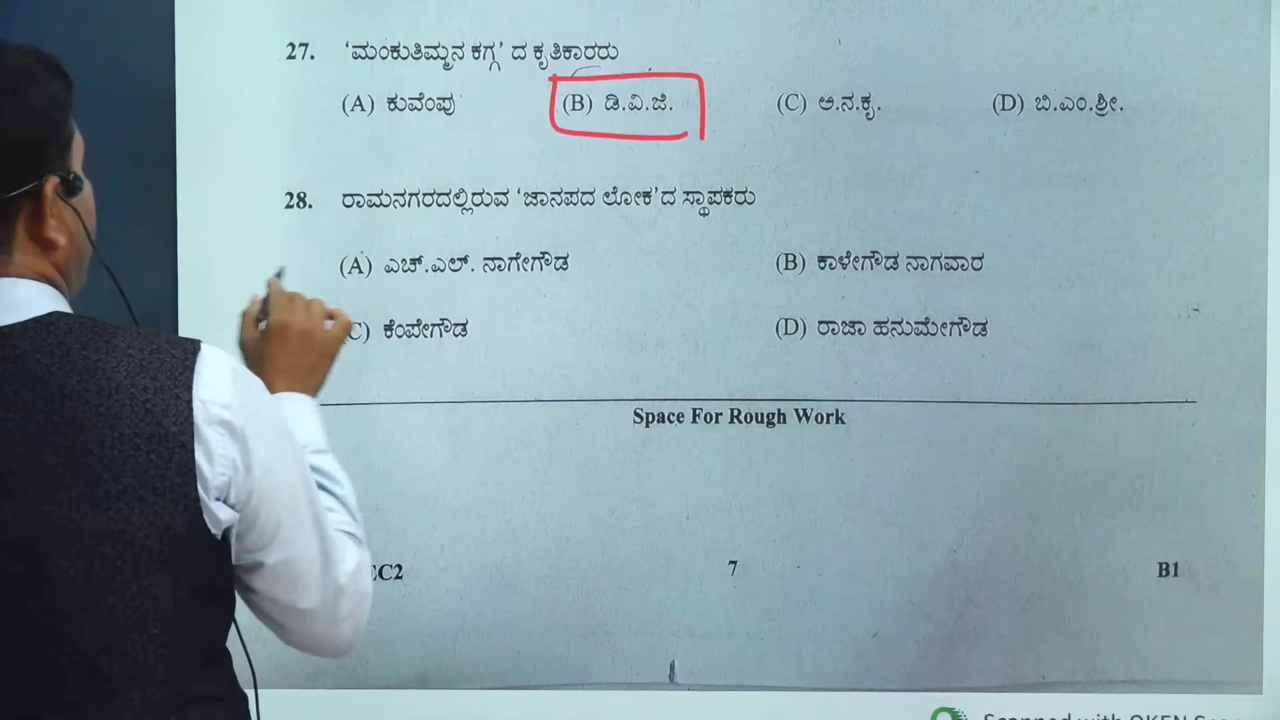 27. 'ಮಂಕುತಿಮ್ಮನ ಕಗ್ಗ' ದ ಕೃತಿಕಾರರು
(A) ಕುವೆಂಪು (B) ಡಿ.ವಿ.ಜಿ. (C) ಅ.ನ.ಕೃ. (D) ಬಿ.ಎಂ.ಶ್ರೀ.
28. ರಾಮನಗರದಲ್ಲಿರುವ 'ಜಾನಪದ ಲೋಕ'ದ ಸ್ಥಾಪಕರು
(A) ಎಚ್.ಎಲ್. ನಾಗೇಗೌಡ (B) ಕಾಳೇಗೌಡ ನಾಗವಾರ
C) ಕೆಂಪೇಗೌಡ (D) ರಾಜಾ ಹನುಮೇಗೌಡ
Space For Rough Work
C2 7 B1